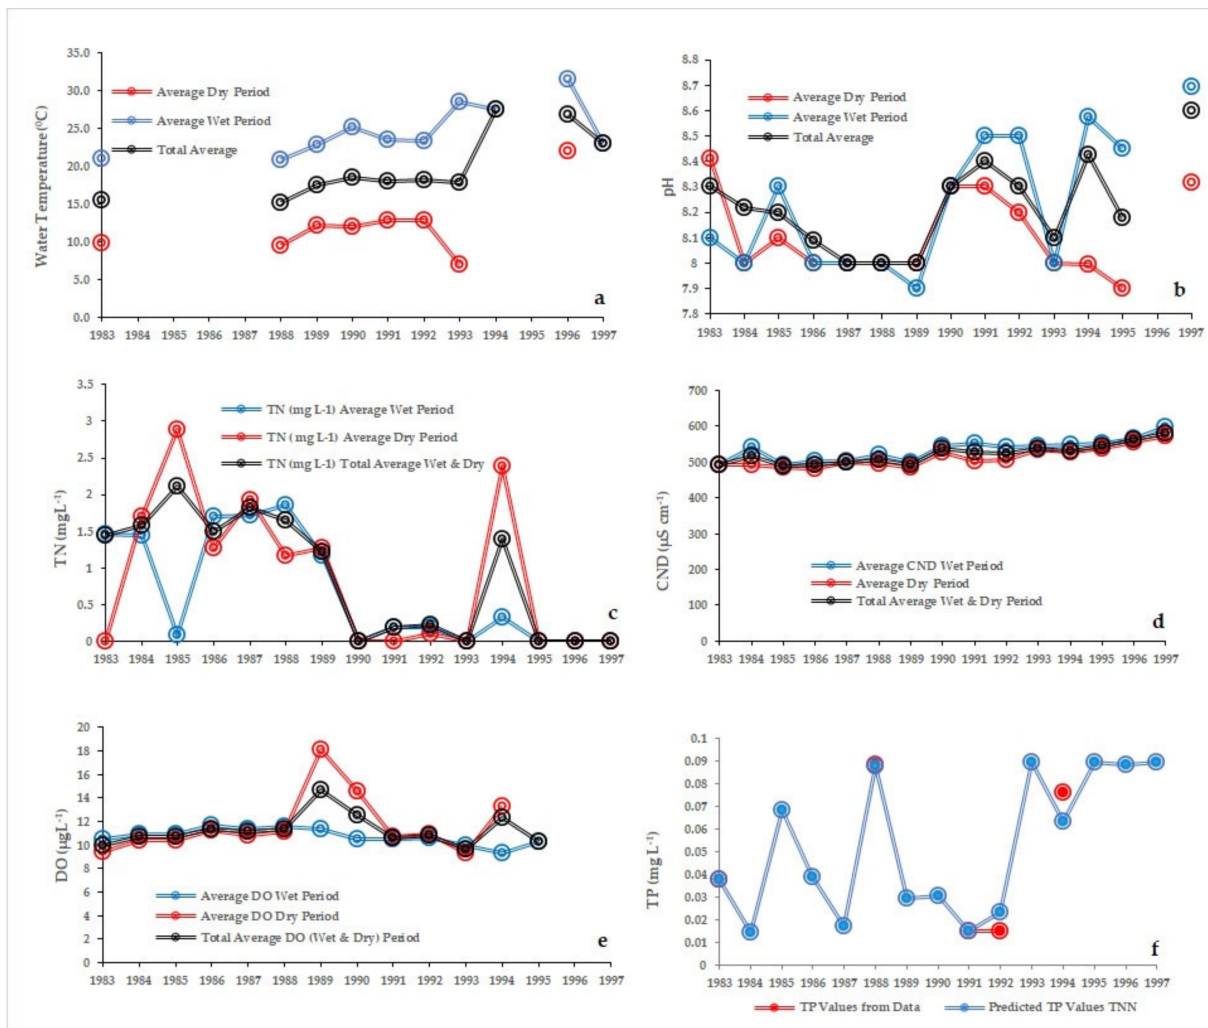 35.0
30.0
25.0
20.0
15.0
10.0
5.0
0.0
Water Temperature (⁰C)
Average Dry Period
Average Wet Period
Total Average
a
1983 1984 1985 1986 1987 1988 1989 1990 1991 1992 1993 1994 1995 1996 1997
8.8
8.7
8.6
8.5
8.4
8.3
8.2
8.1
8
7.9
7.8
pH
Average Dry Period
Average Wet Period
Total Average
b
1983 1984 1985 1986 1987 1988 1989 1990 1991 1992 1993 1994 1995 1996 1997
3.5
3
2.5
2
1.5
1
0.5
0
TN (mgL⁻¹)
TN (mg L-1) Average Wet Period
TN (mg L-1) Average Dry Period
TN (mg L-1) Total Average Wet & Dry
c
1983 1984 1985 1986 1987 1988 1989 1990 1991 1992 1993 1994 1995 1996 1997
700
600
500
400
300
200
100
0
CND (μS cm⁻¹)
Average CND Wet Period
Average Dry Period
Total Average Wet & Dry Period
d
1983 1984 1985 1986 1987 1988 1989 1990 1991 1992 1993 1994 1995 1996 1997
20
18
16
14
12
10
8
6
4
2
0
DO (μgL⁻¹)
Average DO Wet Period
Average DO Dry Period
Total Average DO (Wet & Dry) Period
e
1983 1984 1985 1986 1987 1988 1989 1990 1991 1992 1993 1994 1995 1996 1997
0.1
0.09
0.08
0.07
0.06
0.05
0.04
0.03
0.02
0.01
0
TP (mg L⁻¹)
f
1983 1984 1985 1986 1987 1988 1989 1990 1991 1992 1993 1994 1995 1996 1997
TP Values from Data
Predicted TP Values TNN